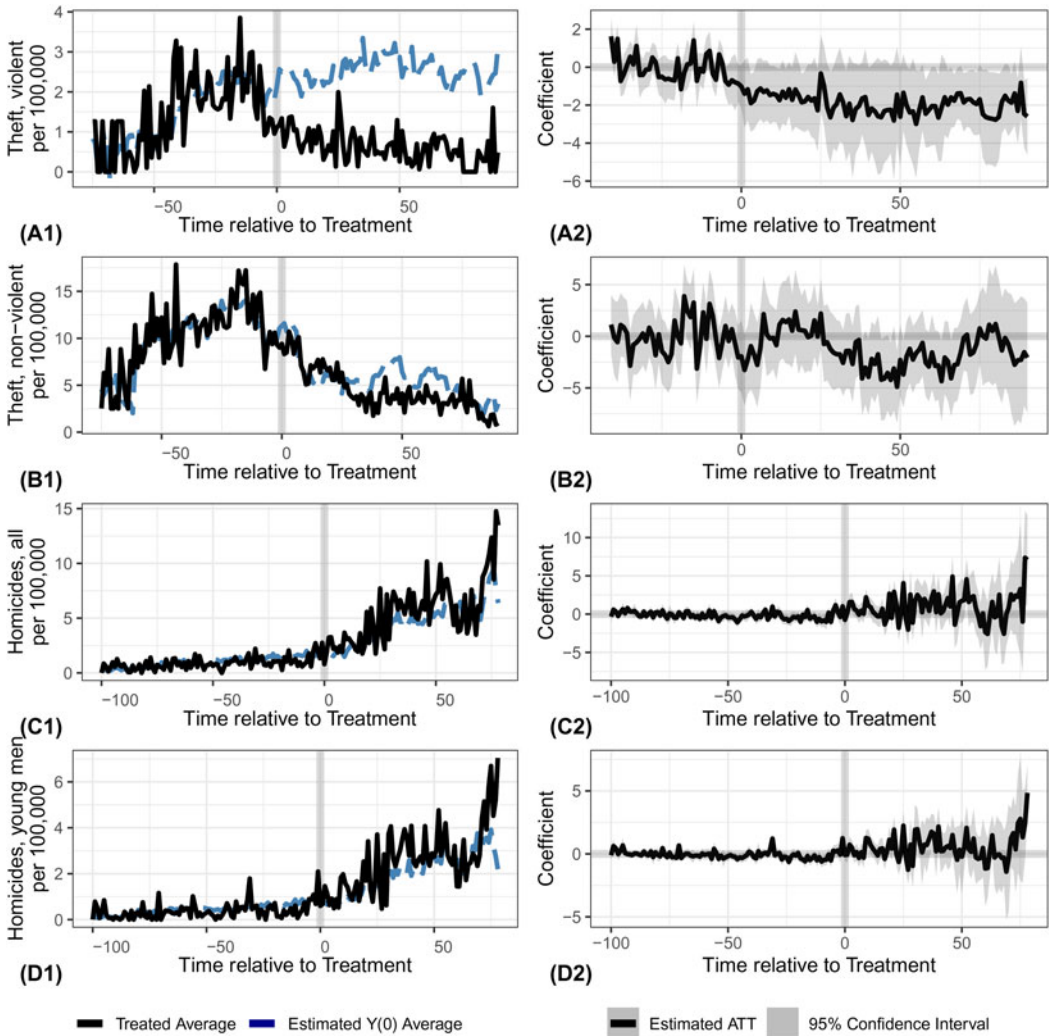 Theft, violent
per 100,000
4
3
2
1
0
−50
0
50
Time relative to Treatment
(A1)
Coefficient
2
0
−2
−4
−6
0
50
Time relative to Treatment
(A2)
Theft, non−violent
per 100,000
15
10
5
0
−50
0
50
Time relative to Treatment
(B1)
Coefficient
5
0
−5
0
50
Time relative to Treatment
(B2)
Homicides, all
per 100,000
15
10
5
0
−100
−50
0
50
Time relative to Treatment
(C1)
Coefficient
10
5
0
−5
−100
−50
0
50
Time relative to Treatment
(C2)
Homicides, young men
per 100,000
6
4
2
0
−100
−50
0
50
Time relative to Treatment
(D1)
Coefficient
5
0
−5
−100
−50
0
50
Time relative to Treatment
(D2)
Treated Average Estimated Y(0) Average
Estimated ATT 95% Confidence Interval